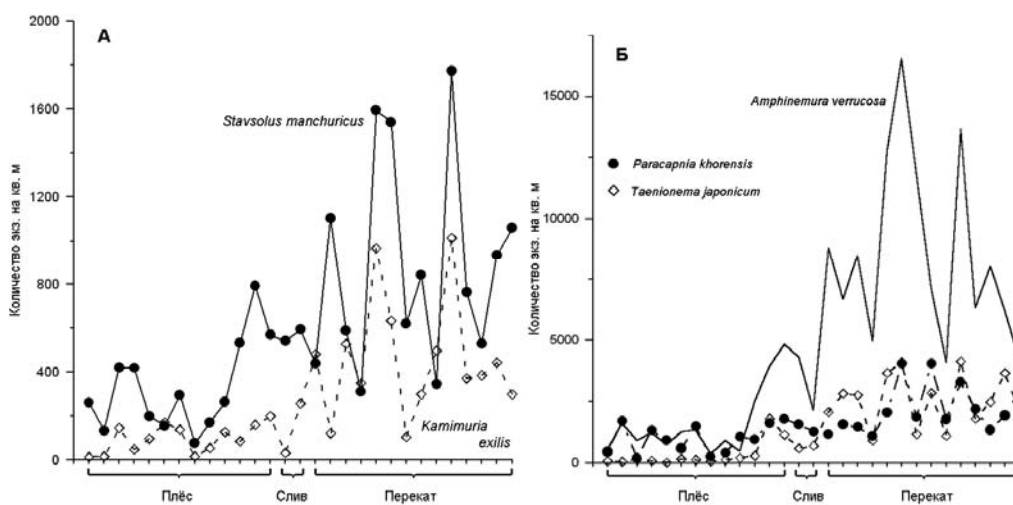 А
Количество экз. на кв. м
2000
1600
1200
800
400
0
Stavsolus manchuricus
Kamimuria
exilis
Плёс
Слив
Перекат
Б
Количество экз. на кв. м
15000
10000
5000
0
Amphinemura verrucosa
Paracapnia khorensis
Taenionema japonicum
Плёс
Слив
Перекат